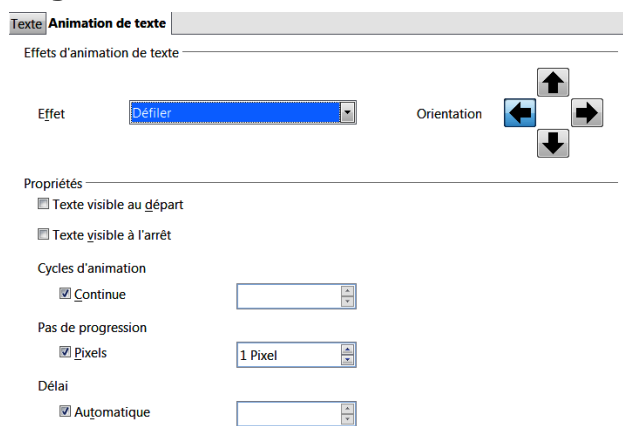 Texte Animation de texte
Effets d'animation de texte
Effet Défiler Orientation
Propriétés
Texte visible au départ
Texte visible à l'arrêt
Cycles d'animation
Continue
Pas de progression
Pixels 1 Pixel
Délai
Automatique